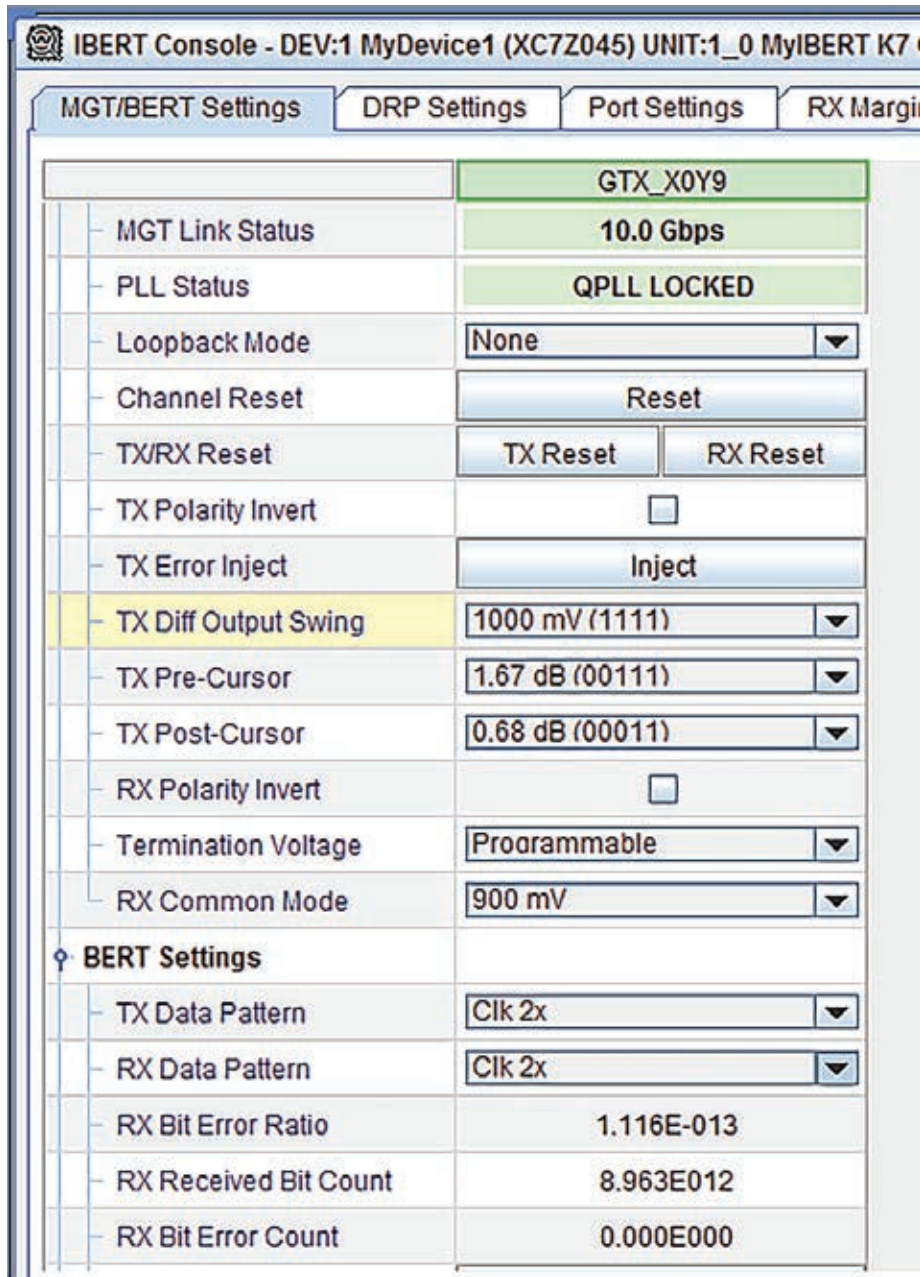 IBERT Console - DEV:1 MyDevice1 (XC7Z045) UNIT:1_0 MyIBERT K7
MGT/BERT Settings DRP Settings Port Settings RX Margi
GTX_X0Y9
MGT Link Status 10.0 Gbps
PLL Status QPLL LOCKED
Loopback Mode None
Channel Reset Reset
TX/RX Reset TX Reset RX Reset
TX Polarity Invert
TX Error Inject Inject
TX Diff Output Swing 1000 mV (1111)
TX Pre-Cursor 1.67 dB (00111)
TX Post-Cursor 0.68 dB (00011)
RX Polarity Invert
Termination Voltage Programmable
RX Common Mode 900 mV
BERT Settings
TX Data Pattern Clk 2x
RX Data Pattern Clk 2x
RX Bit Error Ratio 1.116E-013
RX Received Bit Count 8.963E012
RX Bit Error Count 0.000E000